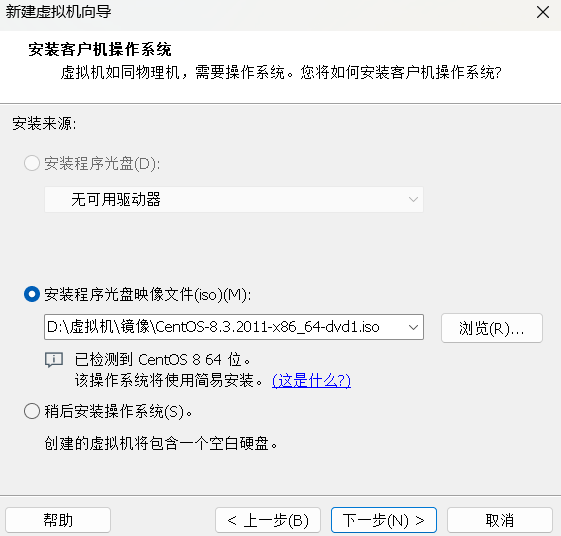 新建虚拟机向导
安装客户机操作系统
虚拟机如同物理机，需要操作系统。您将如何安装客户机操作系统?
安装来源:
安装程序光盘(D):
无可用驱动器
安装程序光盘映像文件(iso)(M):
D:\虚拟机\镜像\CentOS-8.3.2011-x86_64-dvd1.iso
浏览(R)...
已检测到 CentOS 8 64 位。
该操作系统将使用简易安装。(这是什么?)
稍后安装操作系统(S)。
创建的虚拟机将包含一个空白硬盘。
帮助
< 上一步(B)
下一步(N) >
取消